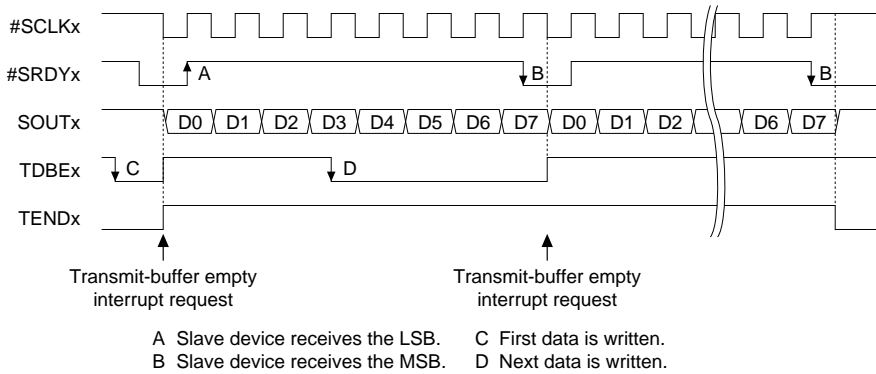 #SCLKx
#SRDYx A B B
SOUTx D0 D1 D2 D3 D4 D5 D6 D7 D0 D1 D2 D6 D7
TDBEx C D
TENDx
Transmit-buffer empty
interrupt request
Transmit-buffer empty
interrupt request
A Slave device receives the LSB. C First data is written.
B Slave device receives the MSB. D Next data is written.